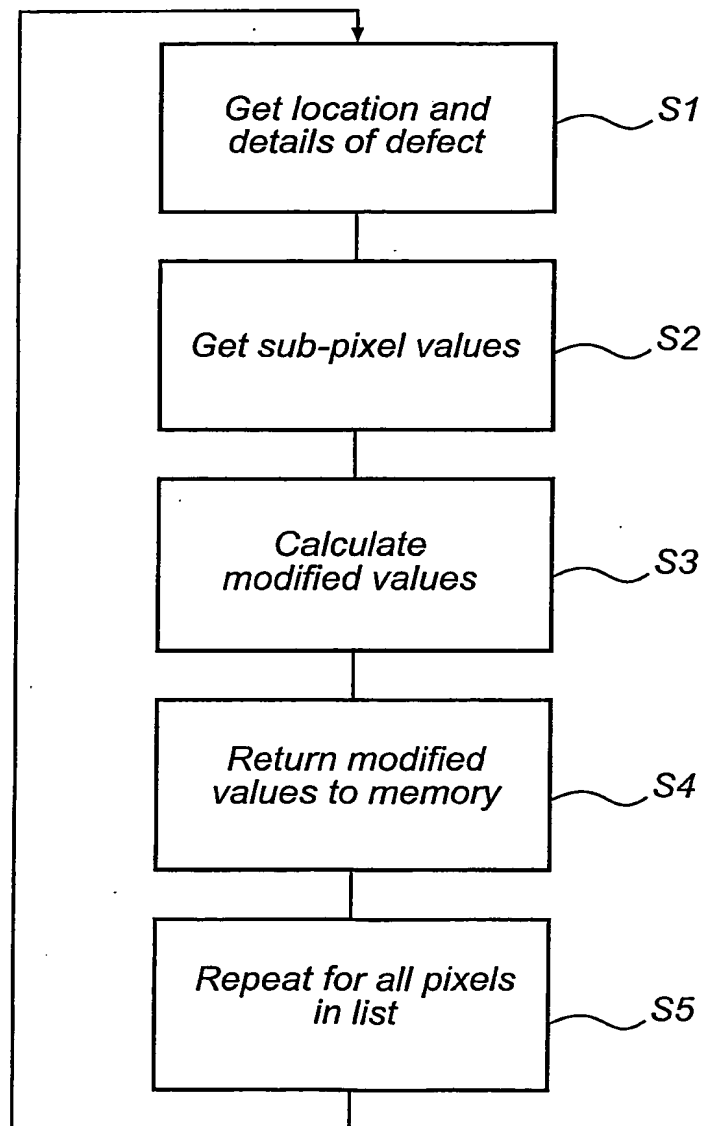 Get location and
details of defect
S1
Get sub-pixel values
S2
Calculate
modified values
S3
Return modified
values to memory
S4
Repeat for all pixels
in list
S5